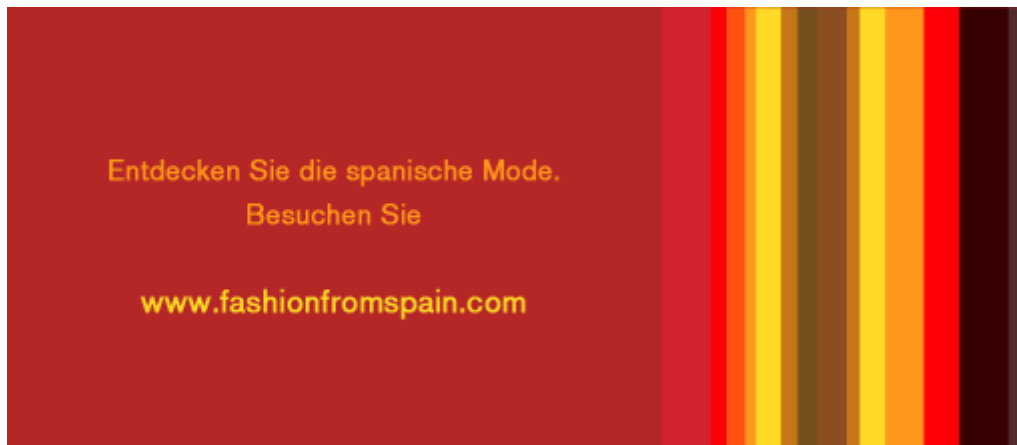 Entdecken Sie die spanische Mode.
Besuchen Sie
www.fashionfromspain.com